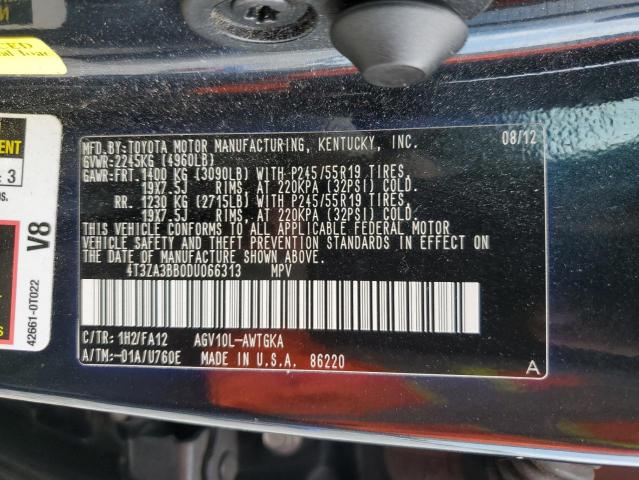 MFD.BY:TOYOTA MOTOR MANUFACTURING, KENTUCKY, INC. 08/12
GVWR:2245KG (4960LB)
GAWR:FRT. 1400 KG (3090LB) WITH P245/55R19 TIRES,
19X7.5J RIMS, AT 220KPA (32PSI) COLD.
RR. 1230 KG (2715LB) WITH P245/55R19 TIRES,
19X7.5J RIMS, AT 220KPA (32PSI) COLD.
THIS VEHICLE CONFORMS TO ALL APPLICABLE FEDERAL MOTOR
VEHICLE SAFETY AND THEFT PREVENTION STANDARDS IN EFFECT ON
THE DATE OF MANUFACTURE SHOWN ABOVE.
4T3ZA3BB0DU066313 MPV
C/TR: 1H2/FA12 AGV10L-AWTGKA
A/TM:-01A/U760E MADE IN U.S.A. 86220 A
: 3
V8
42661-0T022